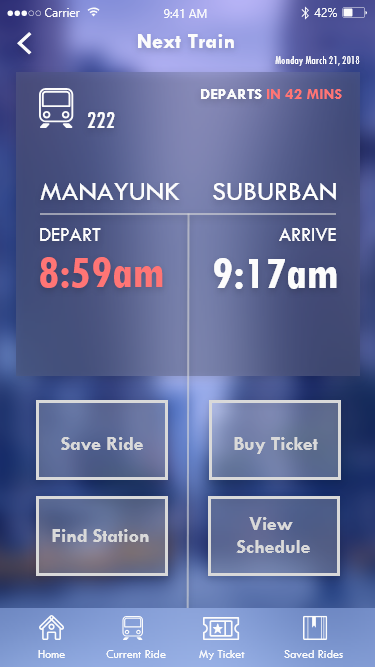 Carrier 9:41 AM 42%
Next Train
Monday March 21, 2018
DEPARTS IN 42 MINS
222
MANAYUNK SUBURBAN
DEPART ARRIVE
8:59am 9:17am
Save Ride Buy Ticket
Find Station View
Schedule
Home Current Ride My Ticket Saved Rides